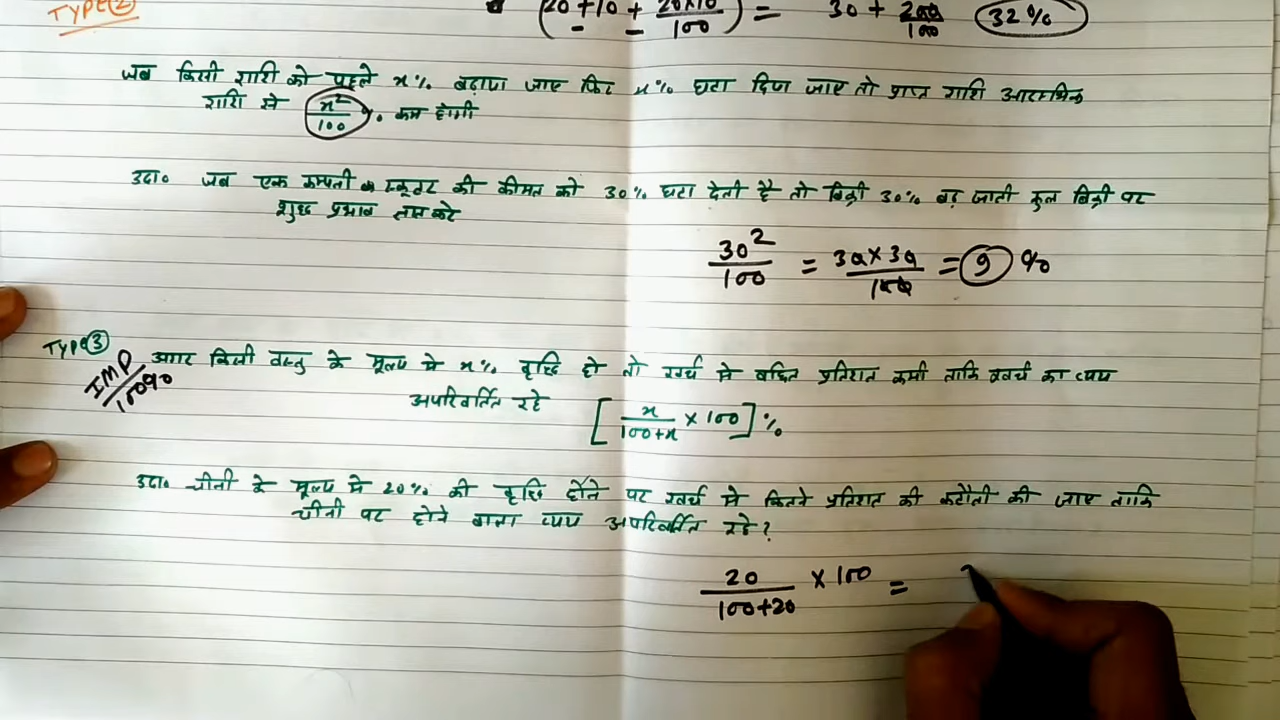 TYPE②
(20 + 10 + 20×10/100) = 30 + 200/100 32%
जब किसी राशि को पहले x% बढ़ाया जाए फिर x% घटा दिया जाए तो प्राप्त राशि आरम्भिक
राशि से x²/100 % कम होगी
उदा० जब एक कम्पनी स्कूटर की कीमत को 30% घटा देती है तो बिक्री 30% बढ़ जाती कुल बिक्री पर
शुद्ध प्रभाव ज्ञात करे
30²/100 = 30×30/100 = 9 %
TYPE③ अगर किसी वस्तु के मूल्य मे x% वृद्धि हो तो खर्च मे वांछित प्रतिशत कमी ताकि खर्च का व्यय
IMP 100%
अपरिवर्तित रहे [x/100+x × 100]%
उदा० चीनी के मूल्य मे 20% की वृद्धि होने पर खर्च मे कितने प्रतिशत की कटौती की जाए ताकि
चीनी पर होने वाला व्यय अपरिवर्तित रहे?
20/100+20 × 100 =